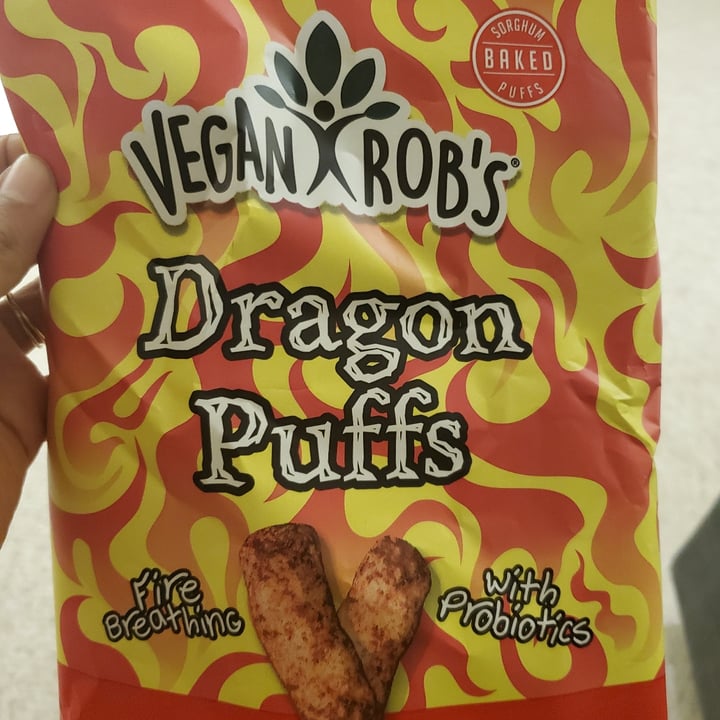 SORGHUM
BAKED
PUFFS
VEGAN ROB'S®
Dragon
Puffs
Fire
Breathing
With
Probiotics